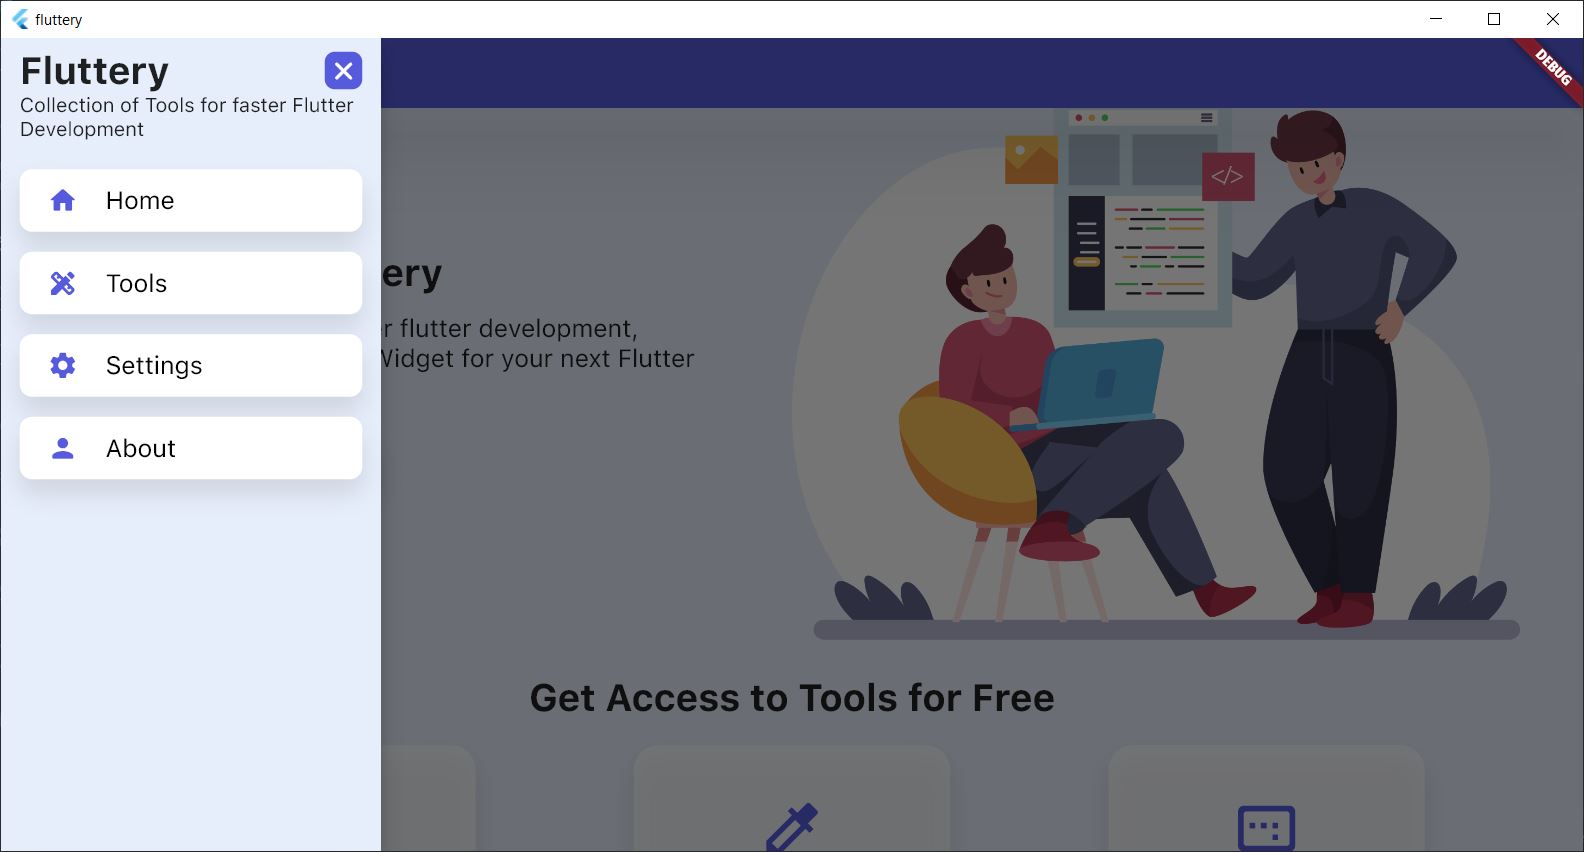 fluttery
DEBUG
Fluttery
Collection of Tools for faster Flutter
Development
Home
Tools
Settings
About
ery
r flutter development,
Widget for your next Flutter
</>
Get Access to Tools for Free